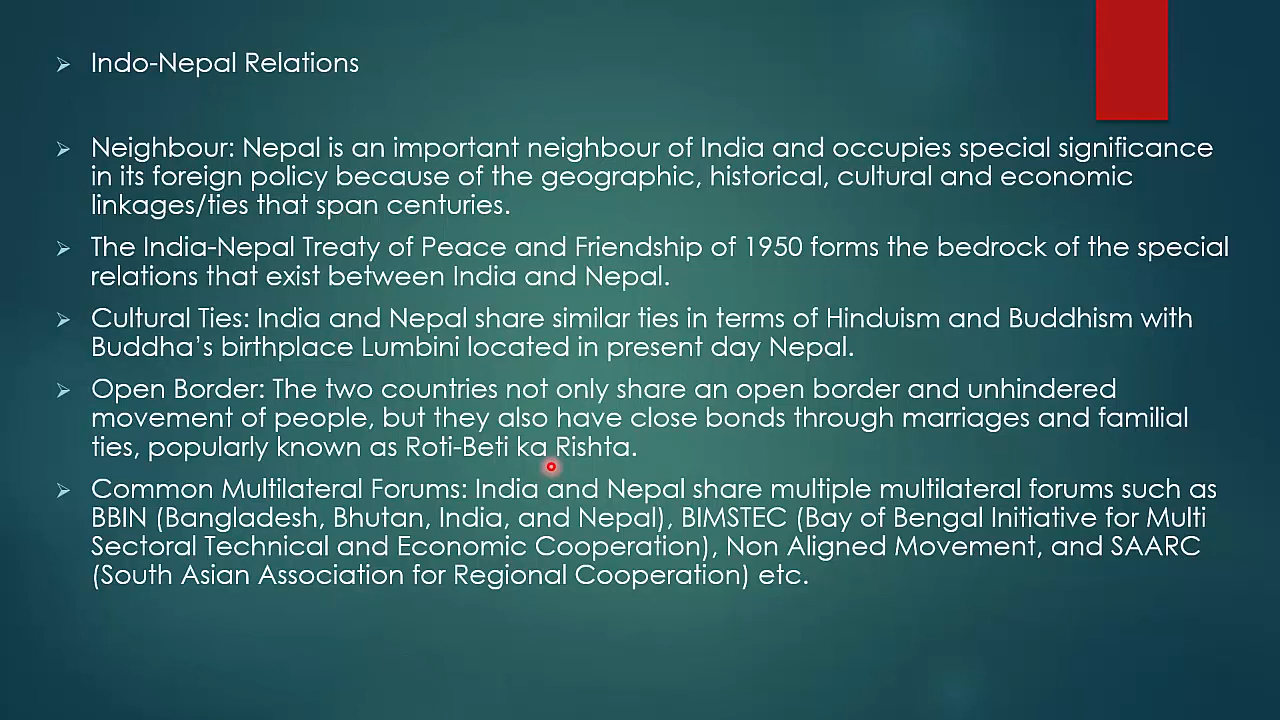 Indo-Nepal Relations
Neighbour: Nepal is an important neighbour of India and occupies special significance
in its foreign policy because of the geographic, historical, cultural and economic
linkages/ties that span centuries.
The India-Nepal Treaty of Peace and Friendship of 1950 forms the bedrock of the special
relations that exist between India and Nepal.
Cultural Ties: India and Nepal share similar ties in terms of Hinduism and Buddhism with
Buddha’s birthplace Lumbini located in present day Nepal.
Open Border: The two countries not only share an open border and unhindered
movement of people, but they also have close bonds through marriages and familial
ties, popularly known as Roti-Beti ka Rishta.
Common Multilateral Forums: India and Nepal share multiple multilateral forums such as
BBIN (Bangladesh, Bhutan, India, and Nepal), BIMSTEC (Bay of Bengal Initiative for Multi
Sectoral Technical and Economic Cooperation), Non Aligned Movement, and SAARC
(South Asian Association for Regional Cooperation) etc.